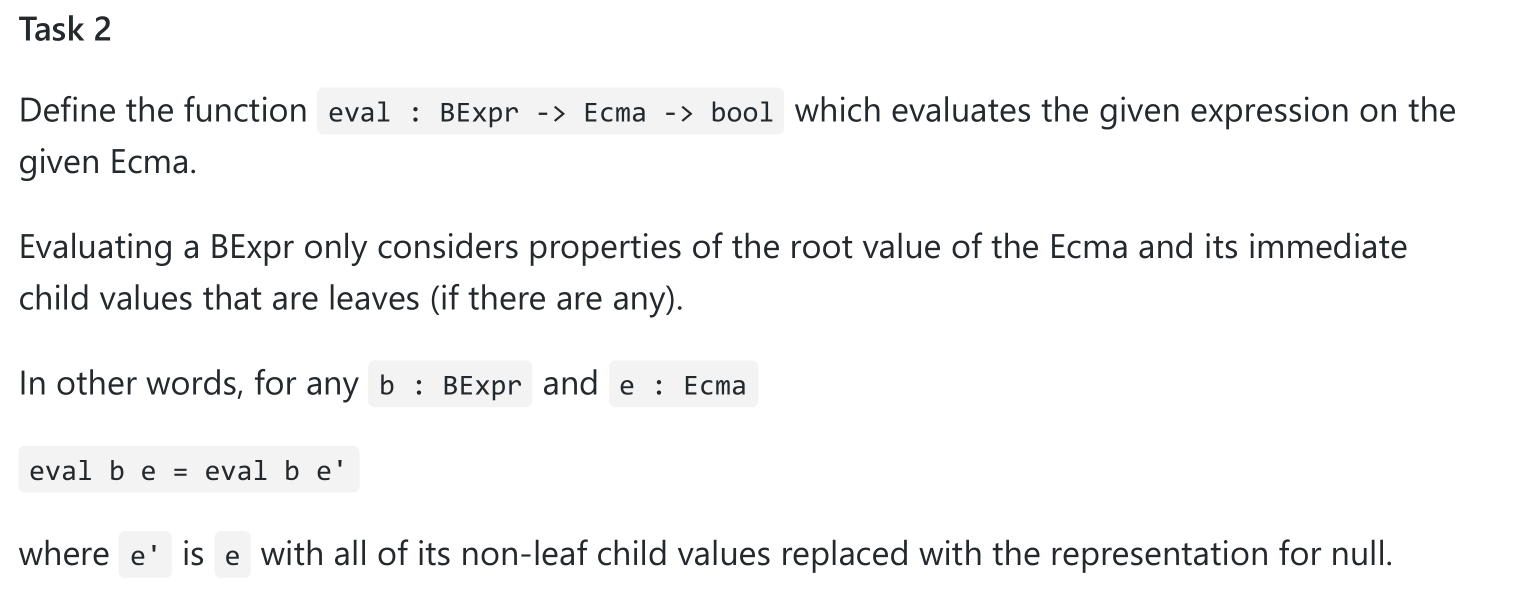 Task 2
Define the function eval : BExpr -> Ecma -> bool which evaluates the given expression on the
given Ecma.
Evaluating a BExpr only considers properties of the root value of the Ecma and its immediate
child values that are leaves (if there are any).
In other words, for any b : BExpr and e : Ecma
eval b e = eval b e'
where e' is e with all of its non-leaf child values replaced with the representation for null.